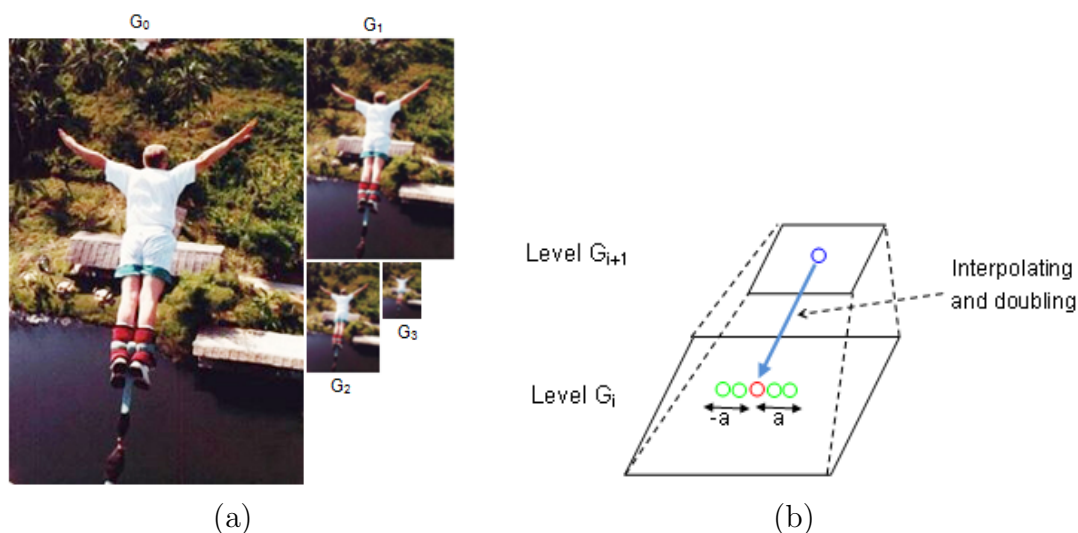 G₀
G₁
G₂
G₃
Level Gᵢ₊₁
Interpolating
and doubling
Level Gᵢ
-a
a
(a)
(b)